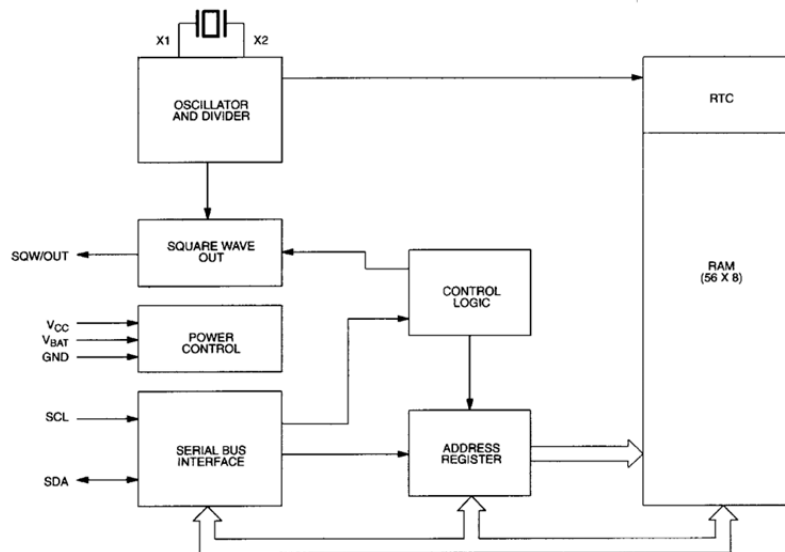 X1
X2
OSCILLATOR
AND DIVIDER
RTC
SQW/OUT
SQUARE WAVE
OUT
RAM
(56 X 8)
CONTROL
LOGIC
VCC
VBAT
GND
POWER
CONTROL
SCL
SDA
SERIAL BUS
INTERFACE
ADDRESS
REGISTER